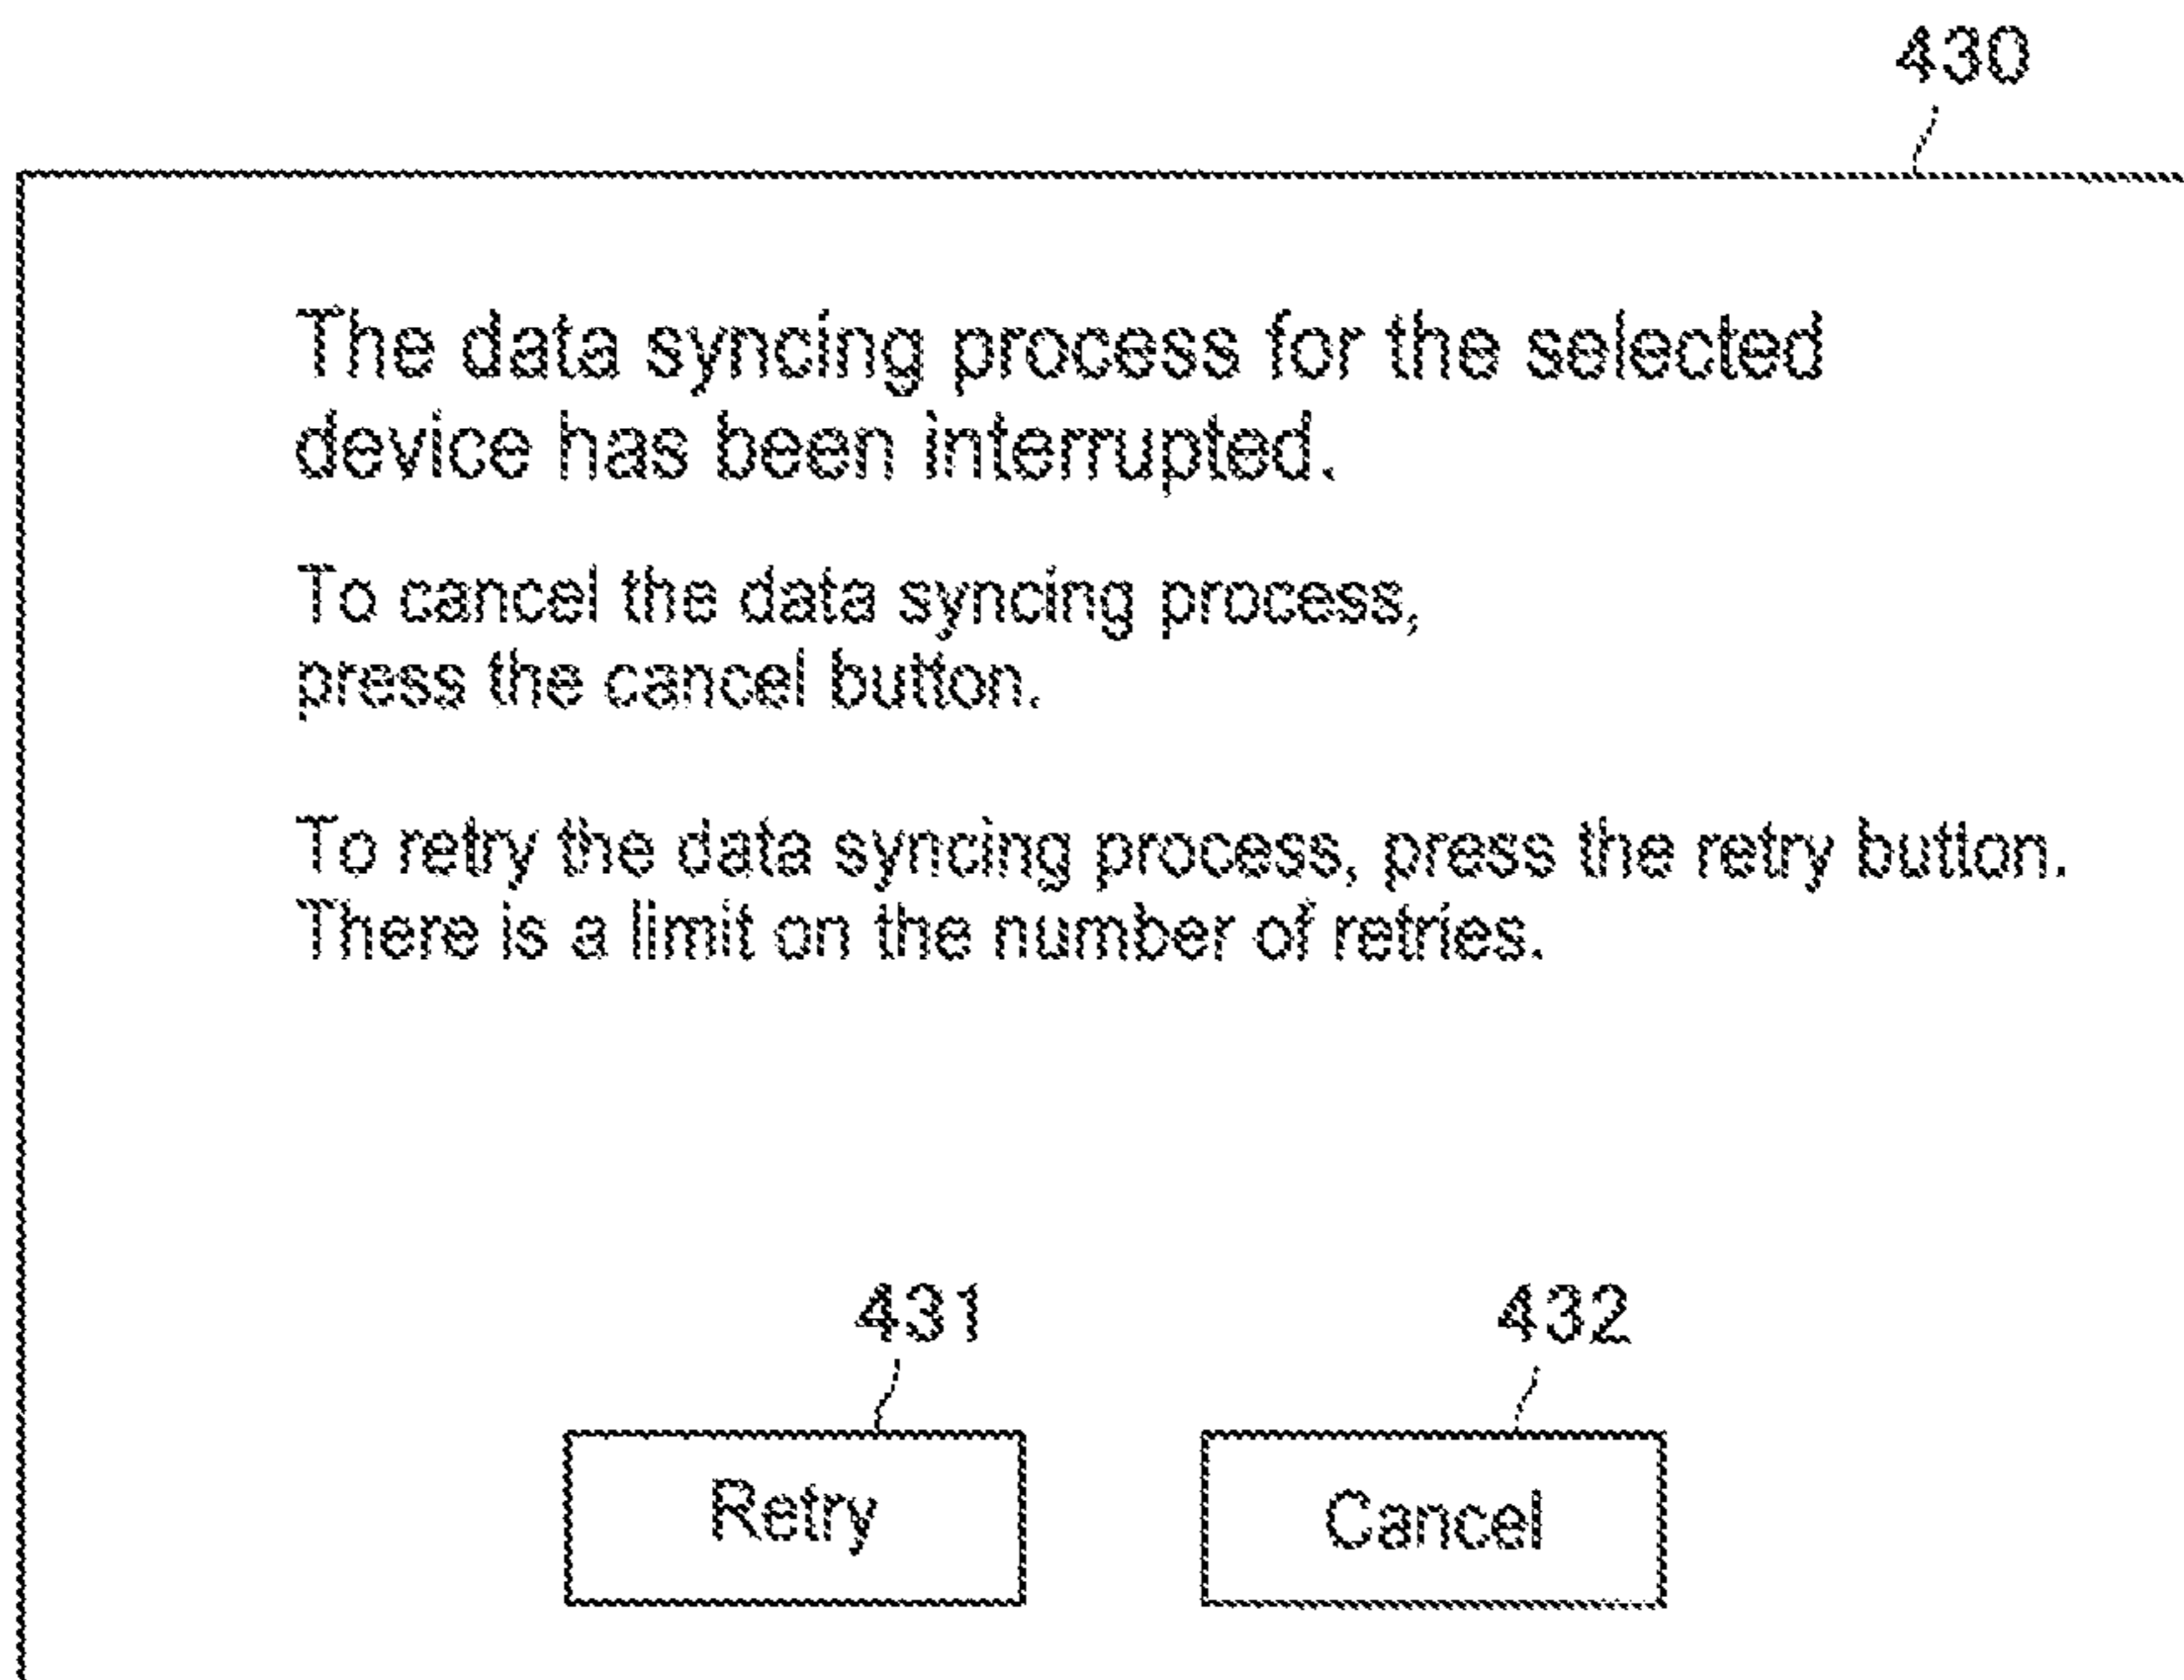 430
The data syncing process for the selected
device has been interrupted.
To cancel the data syncing process,
press the cancel button.
To retry the data syncing process, press the retry button.
There is a limit on the number of retries.
431
432
Retry
Cancel